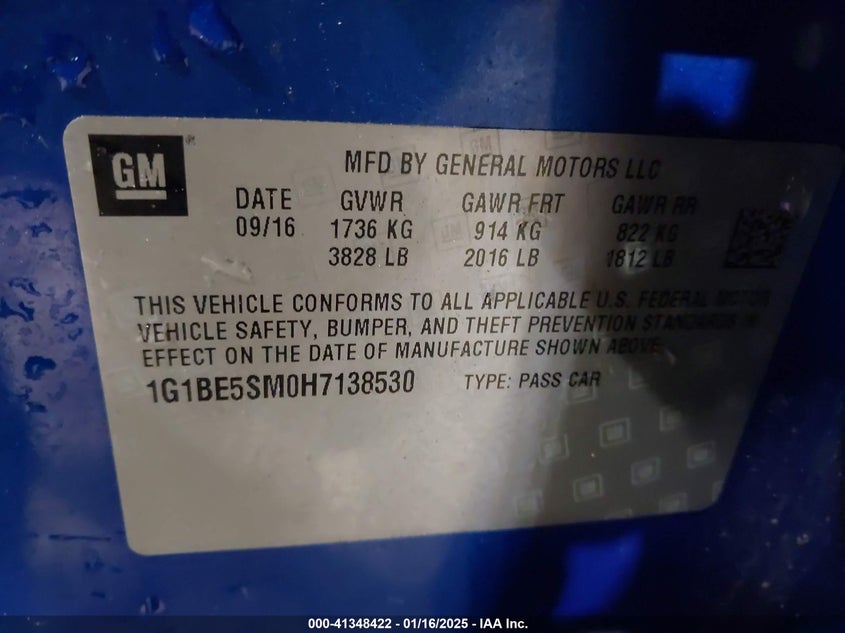 GM
MFD BY GENERAL MOTORS LLC
DATE GVWR GAWR FRT GAWR RR
09/16 1736 KG 914 KG 822 KG
3828 LB 2016 LB 1812 LB
THIS VEHICLE CONFORMS TO ALL APPLICABLE U.S. FEDERAL MOTOR
VEHICLE SAFETY, BUMPER, AND THEFT PREVENTION STANDARDS IN
EFFECT ON THE DATE OF MANUFACTURE SHOWN ABOVE.
1G1BE5SM0H7138530 TYPE: PASS CAR
000-41348422 - 01/16/2025 - IAA Inc.